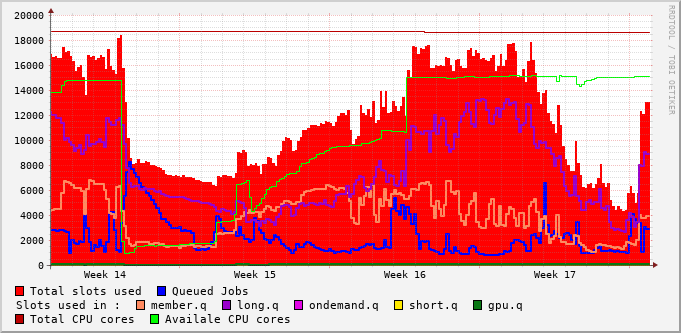 20000
18000
16000
14000
12000
10000
8000
6000
4000
2000
0
Week 14 Week 15 Week 16 Week 17
RRDTOOL / TOBI OETIKER
Total slots used Queued Jobs
Slots used in : member.q long.q ondemand.q short.q gpu.q
Total CPU cores Availale CPU cores